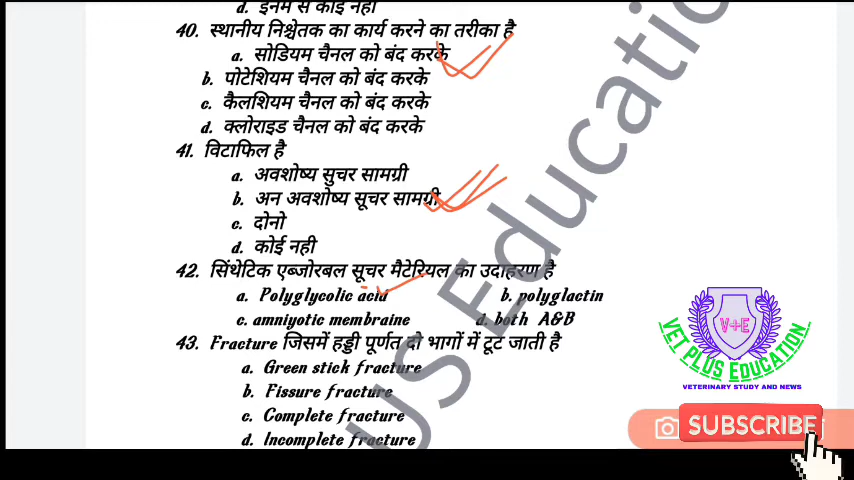 d. इनमें से कोई नही
40. स्थानीय निश्चेतक का कार्य करने का तरीका है
a. सोडियम चैनल को बंद करके
b. पोटेशियम चैनल को बंद करके
c. कैलशियम चैनल को बंद करके
d. क्लोराइड चैनल को बंद करके
41. विटाफिल है
a. अवशोष्य सुचर सामग्री
b. अन अवशोष्य सूचर सामग्री
c. दोनो
d. कोई नही
42. सिंथेटिक एब्जोरबल सूचर मैटेरियल का उदाहरण है
a. Polyglycolic acid b. polyglactin
c. amniyotic membraine d. both A&B
43. Fracture जिसमें हड्डी पूर्णत दो भागों में टूट जाती है
a. Green stick fracture
b. Fissure fracture
c. Complete fracture
d. Incomplete fracture
US Educati
V+E
VET PLUS EDUCATION
VETERINARY STUDY AND NEWS
SUBSCRIBE